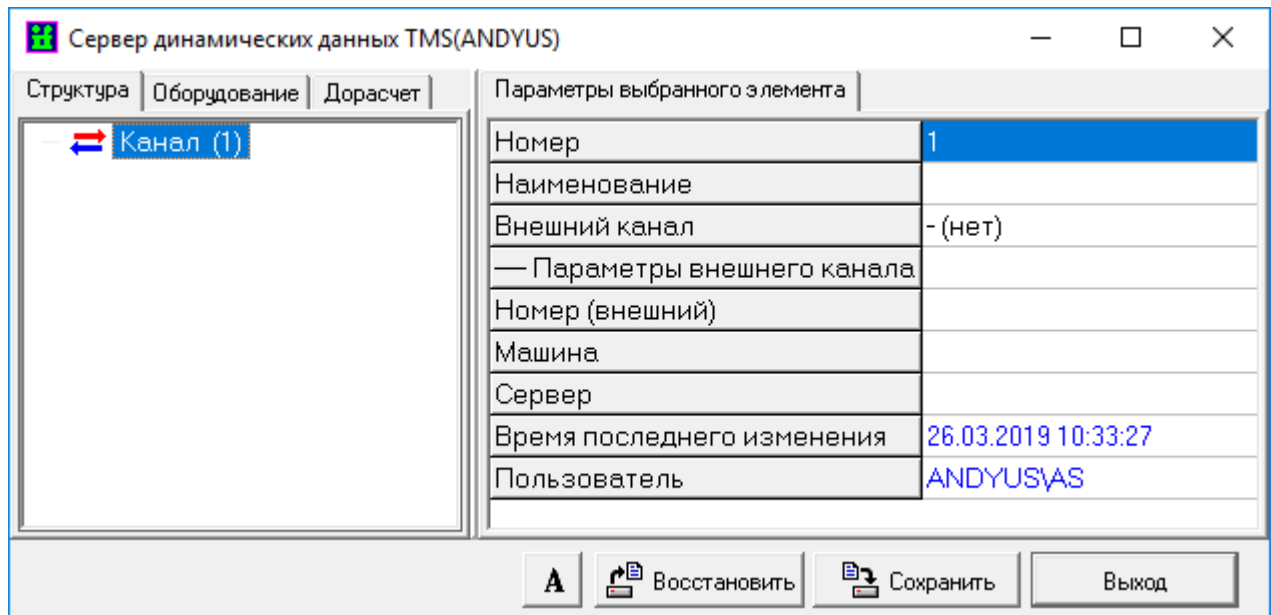 Сервер динамических данных TMS(ANDYUS)
Структура Оборудование Дорасчет
Параметры выбранного элемента
Канал (1)
Номер 1
Наименование
Внешний канал - (нет)
— Параметры внешнего канала
Номер (внешний)
Машина
Сервер
Время последнего изменения 26.03.2019 10:33:27
Пользователь ANDYUS\AS
A Восстановить Сохранить Выход